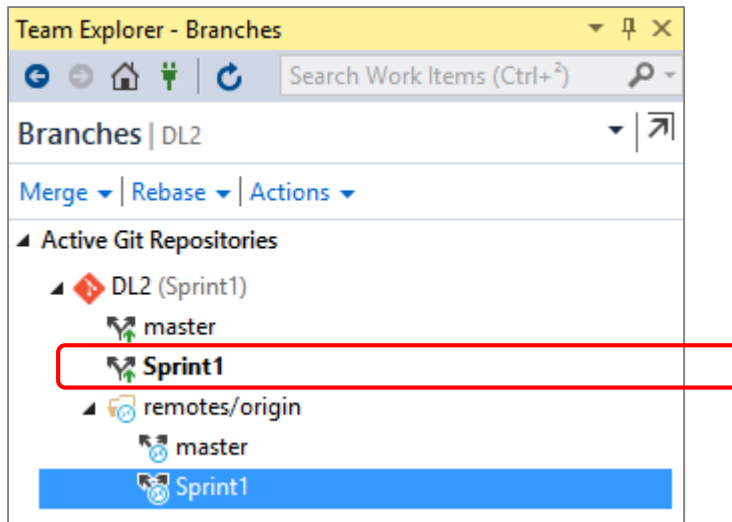 Team Explorer - Branches
Search Work Items (Ctrl+²)
Branches | DL2
Merge | Rebase | Actions
Active Git Repositories
DL2 (Sprint1)
master
Sprint1
remotes/origin
master
Sprint1